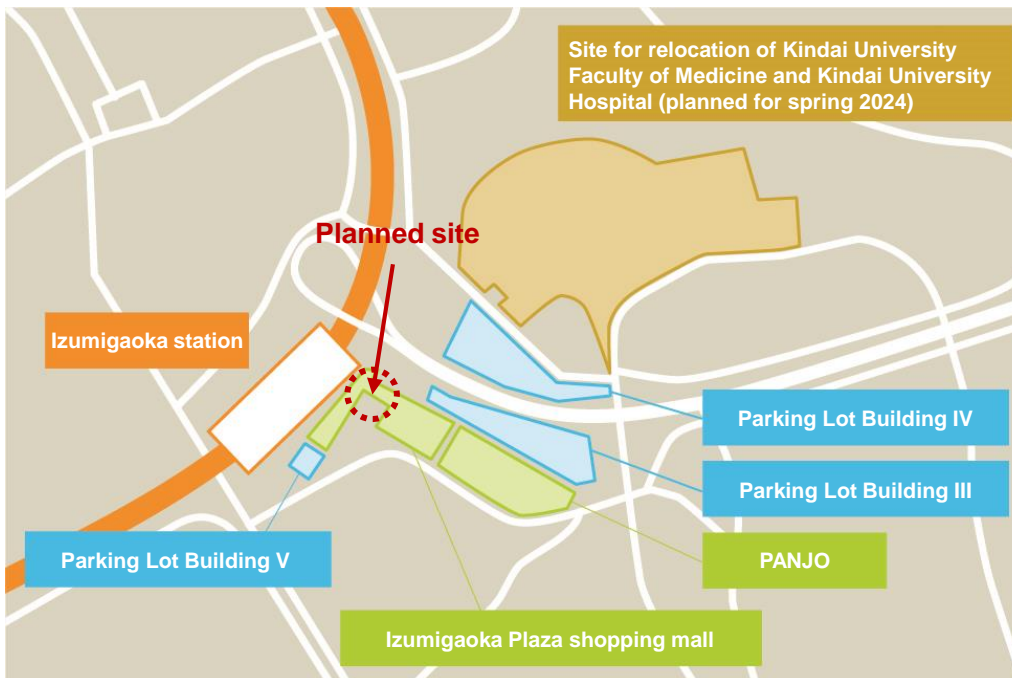 Site for relocation of Kindai University
Faculty of Medicine and Kindai University
Hospital (planned for spring 2024)
Planned site
Izumigaoka station
Parking Lot Building IV
Parking Lot Building III
Parking Lot Building V
PANJO
Izumigaoka Plaza shopping mall